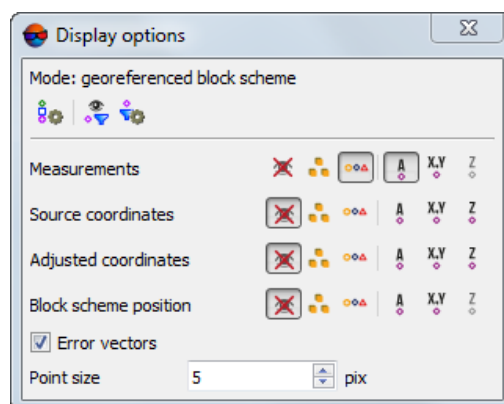 Display options
Mode: georeferenced block scheme
Measurements A X,Y Z
Source coordinates A X,Y Z
Adjusted coordinates A X,Y Z
Block scheme position A X,Y Z
Error vectors
Point size 5 pix